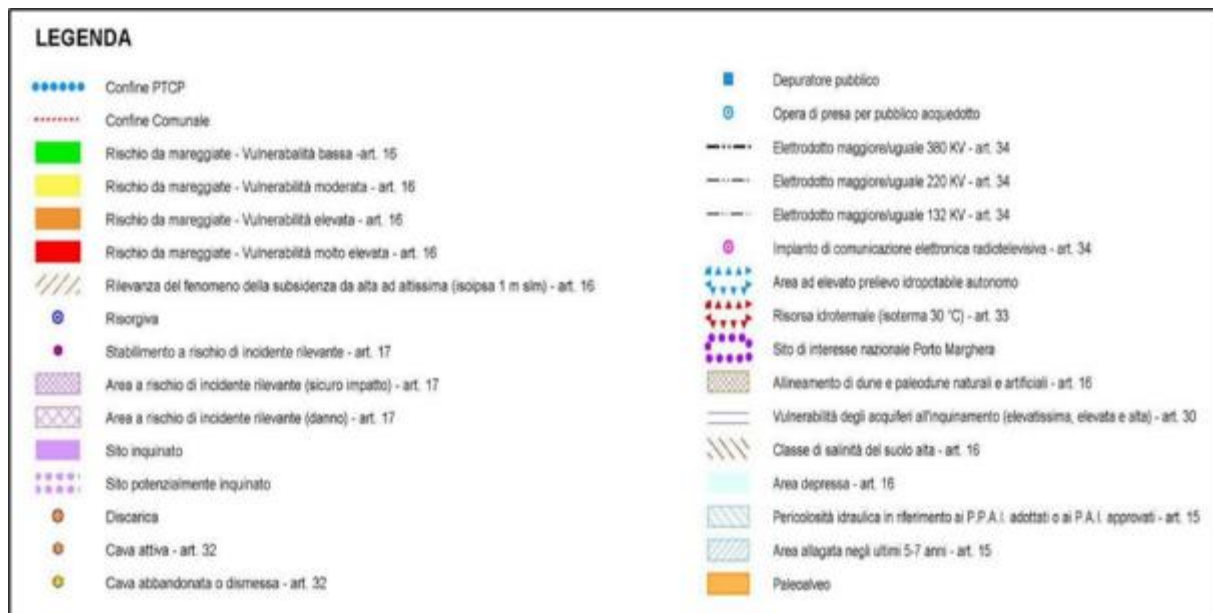 LEGENDA
Confine PTCP
Confine Comunale
Rischio da mareggiate - Vulnerabalità bassa -art. 16
Rischio da mareggiate - Vulnerabilità moderata - art. 16
Rischio da mareggiate - Vulnerabilità elevata - art. 16
Rischio da mareggiate - Vulnerabilità molto elevata - art. 16
Rilevanza del fenomeno della subsidenza da alta ad altissima (isoipsa 1 m slm) - art. 16
Risorgiva
Stabilimento a rischio di incidente rilevante - art. 17
Area a rischio di incidente rilevante (sicuro impatto) - art. 17
Area a rischio di incidente rilevante (danno) - art. 17
Sito inquinato
Sito potenzialmente inquinato
Discarica
Cava attiva - art. 32
Cava abbandonata o dismessa - art. 32
Depuratore pubblico
Opera di presa per pubblico acquedotto
Elettrodotto maggiore/uguale 380 KV - art. 34
Elettrodotto maggiore/uguale 220 KV - art. 34
Elettrodotto maggiore/uguale 132 KV - art. 34
Impianto di comunicazione elettronica radiotelevisiva - art. 34
Area ad elevato prelievo idropotabile autonomo
Risorsa idrotermale (isoterma 30 °C) - art. 33
Sito di interesse nazionale Porto Marghera
Allineamento di dune e paleodune naturali e artificiali - art. 16
Vulnerabilità degli acquiferi all'inquinamento (elevatissima, elevata e alta) - art. 30
Classe di salinità del suolo alta - art. 16
Area depressa - art. 16
Pericolosità idraulica in riferimento ai P.P.A.I. adottati o ai P.A.I. approvati - art. 15
Area allagata negli ultimi 5-7 anni - art. 15
Paleoalveo